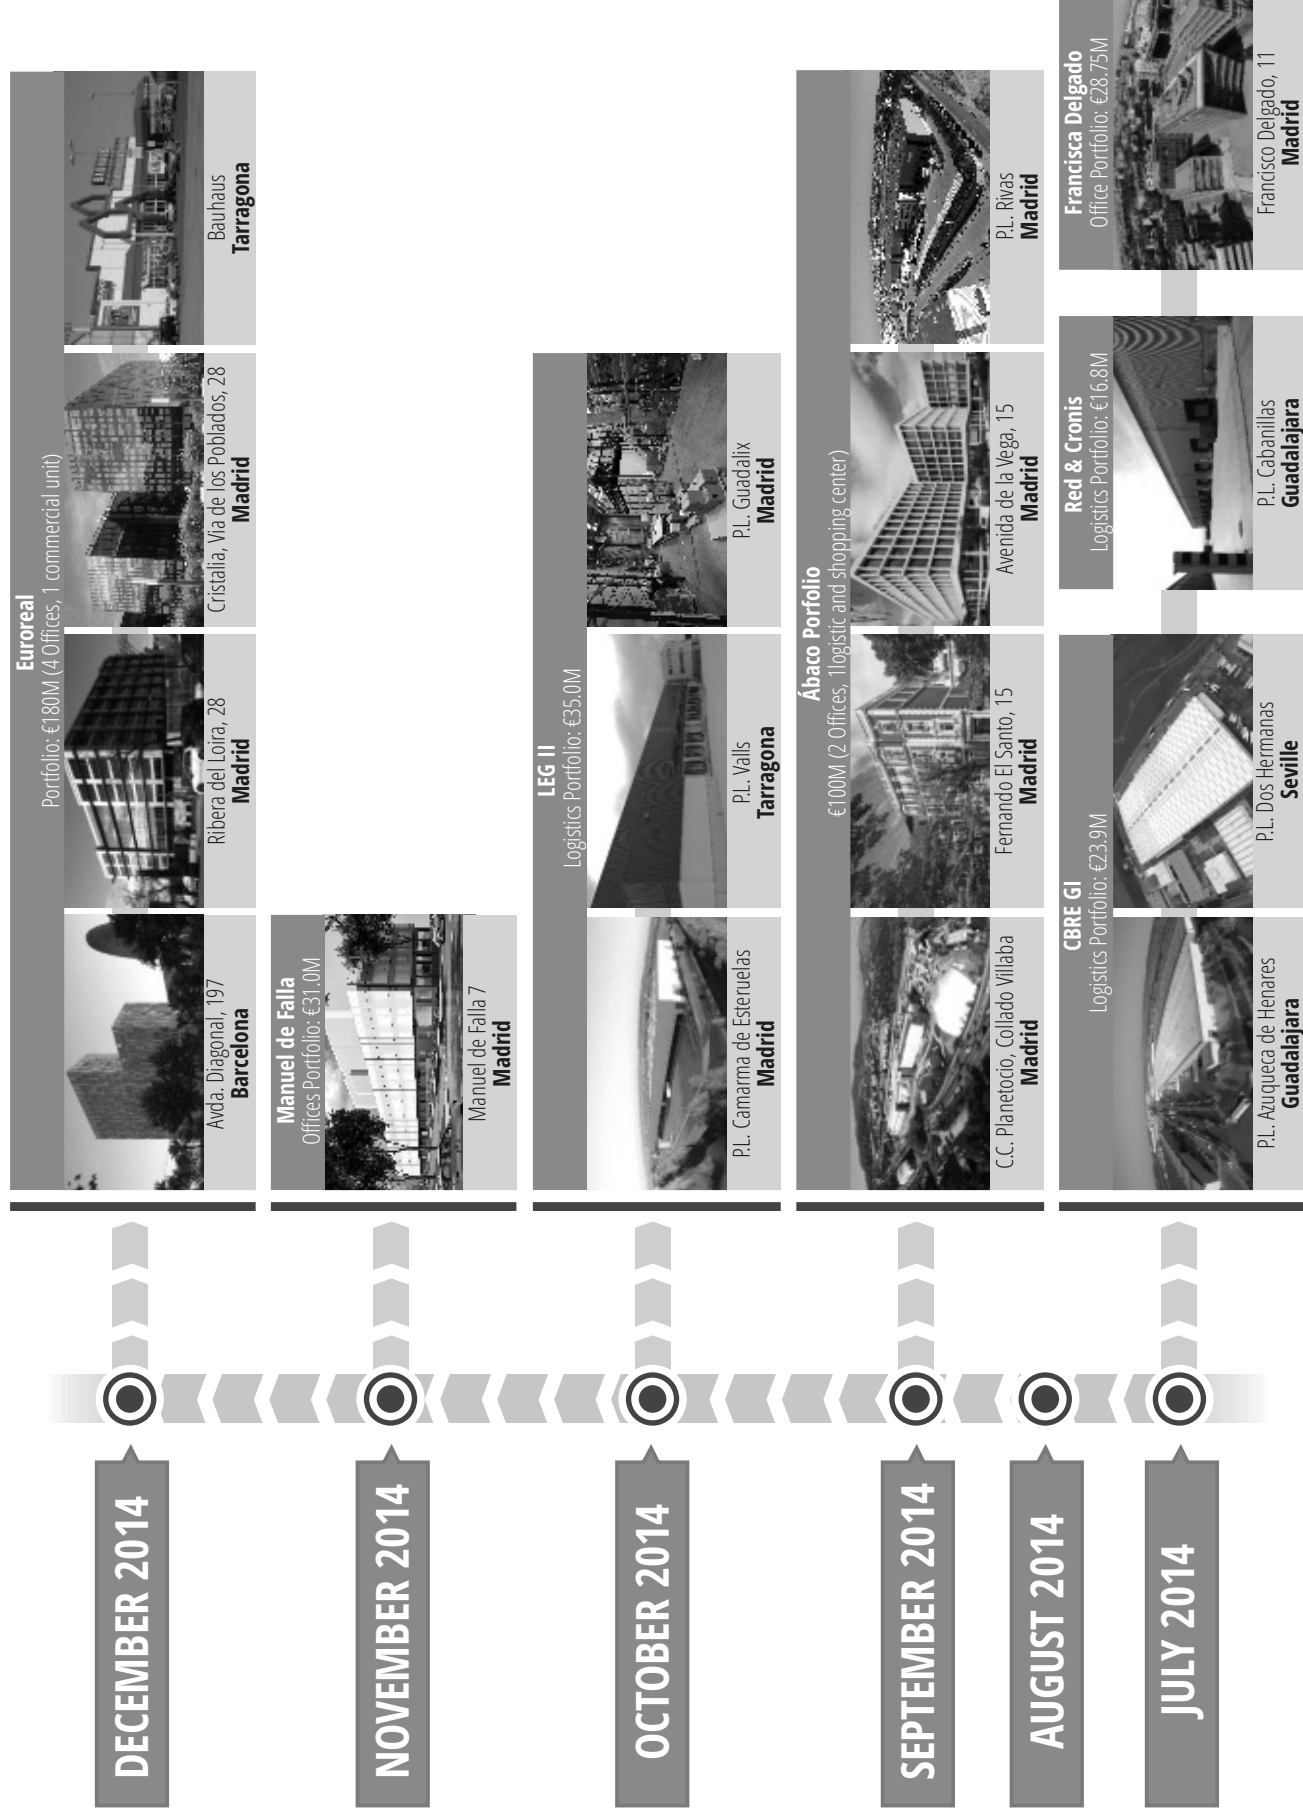 DECEMBER 2014
Euroreal
Portfolio: €180M (4 Offices, 1 commercial unit)
Avda. Diagonal, 197
Barcelona
Ribera del Loira, 28
Madrid
Cristalia, Via de los Poblados, 28
Madrid
Bauhaus
Tarragona
NOVEMBER 2014
Manuel de Falla
Offices Portfolio: €31.0M
Manuel de Falla 7
Madrid
OCTOBER 2014
LEG II
Logistics Portfolio: €35.0M
P.L. Camarma de Esteruelas
Madrid
P.L. Valls
Tarragona
P.L. Guadalix
Madrid
SEPTEMBER 2014
Ábaco Porfolio
€100M (2 Offices, 1logistic and shopping center)
C.C. Planetocio, Collado Villaba
Madrid
Fernando El Santo, 15
Madrid
Avenida de la Vega, 15
Madrid
P.L. Rivas
Madrid
AUGUST 2014
JULY 2014
CBRE GI
Logistics Portfolio: €23.9M
P.L. Azuqueca de Henares
Guadalajara
P.L. Dos Hermanas
Seville
Red & Cronis
Logistics Portfolio: €16.8M
P.L. Cabanillas
Guadalajara
Francisca Delgado
Office Portfolio: €28.75M
Francisco Delgado, 11
Madrid